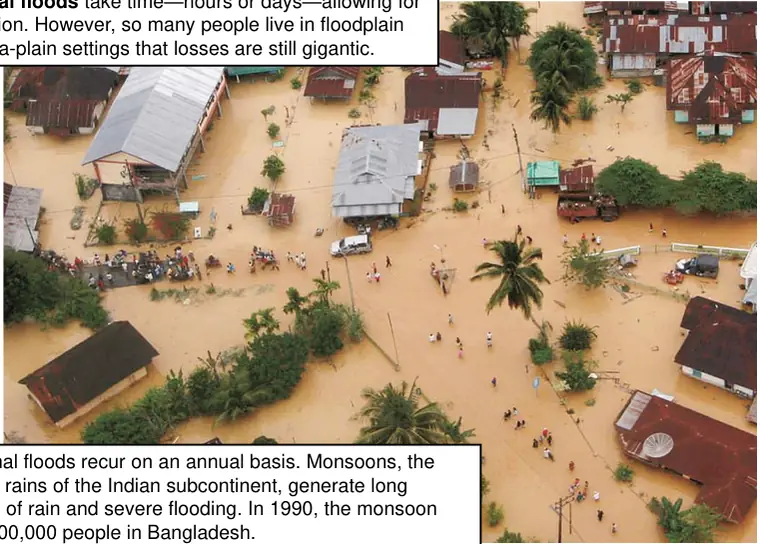 al floods take time—hours or days—allowing for
ion. However, so many people live in floodplain
a-plain settings that losses are still gigantic.
nal floods recur on an annual basis. Monsoons, the
rains of the Indian subcontinent, generate long
of rain and severe flooding. In 1990, the monsoon
00,000 people in Bangladesh.